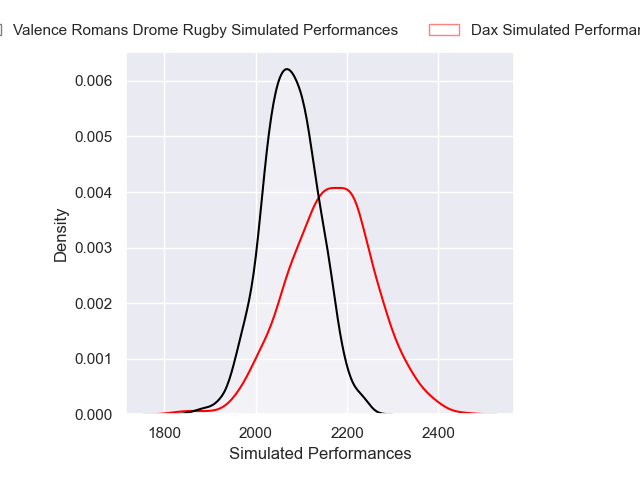 Valence Romans Drome Rugby Simulated Performances
Dax Simulated
0.006
0.005
0.004
0.003
0.002
0.001
0.000
Density
1800 2000 2200 2400
Simulated Performances